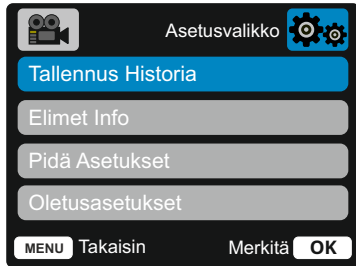 Asetusvalikko
Tallennus Historia
Elimet Info
Pidä Asetukset
Oletusasetukset
MENU Takaisin Merkitä OK